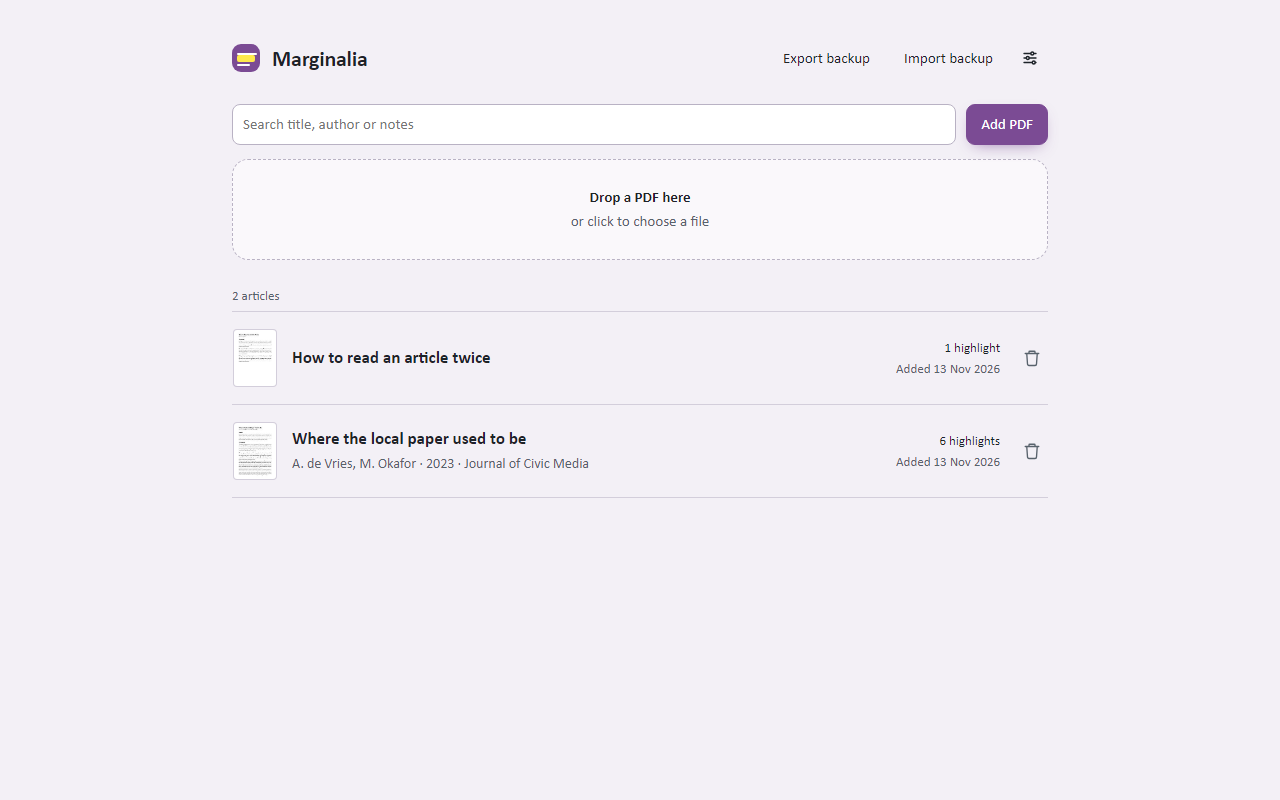 Marginalia
Export backup
Import backup
Search title, author or notes
Add PDF
Drop a PDF here
or click to choose a file
2 articles
How to read an article twice
1 highlight
Added 13 Nov 2026
Where the local paper used to be
A. de Vries, M. Okafor · 2023 · Journal of Civic Media
6 highlights
Added 13 Nov 2026